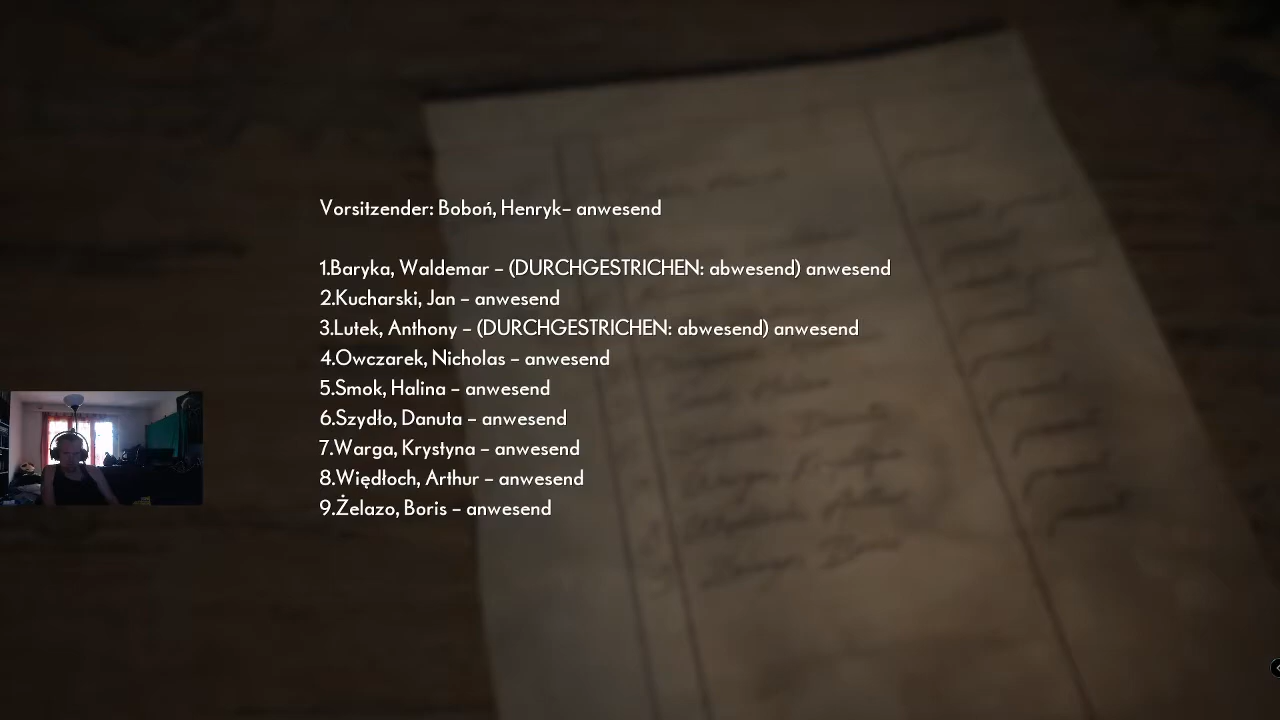 Vorsitzender: Boboń, Henryk– anwesend
1.Baryka, Waldemar – (DURCHGESTRICHEN: abwesend) anwesend
2.Kucharski, Jan – anwesend
3.Lutek, Anthony – (DURCHGESTRICHEN: abwesend) anwesend
4.Owczarek, Nicholas – anwesend
5.Smok, Halina – anwesend
6.Szydło, Danuta – anwesend
7.Warga, Krystyna – anwesend
8.Więdłoch, Arthur – anwesend
9.Żelazo, Boris – anwesend